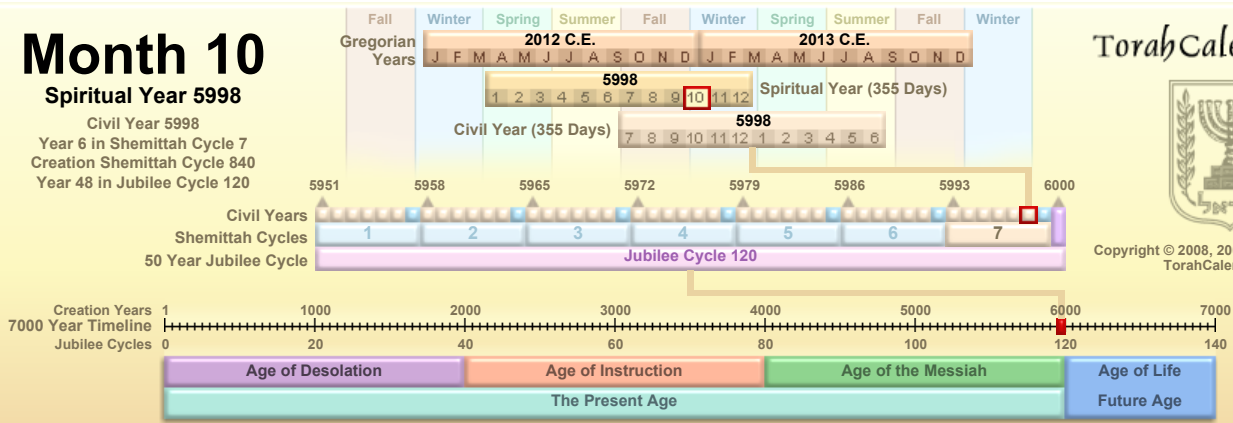 Fall Winter Spring Summer Fall Winter Spring Summer Fall Winter
Month 10
Spiritual Year 5998
Civil Year 5998
Year 6 in Shemittah Cycle 7
Creation Shemittah Cycle 840
Year 48 in Jubilee Cycle 120
Gregorian
Years
2012 C.E. 2013 C.E.
J F M A M J J A S O N D J F M A M J J A S O N D
5998
1 2 3 4 5 6 7 8 9 10 11 12
Spiritual Year (355 Days)
Civil Year (355 Days)
5998
7 8 9 10 11 12 1 2 3 4 5 6
5951 5958 5965 5972 5979 5986 5993 6000
Civil Years
Shemittah Cycles 1 2 3 4 5 6 7
50 Year Jubilee Cycle Jubilee Cycle 120
Copyright © 2008, 20
TorahCale
Creation Years 1 1000 2000 3000 4000 5000 6000 7000
7000 Year Timeline
Jubilee Cycles 0 20 40 60 80 100 120 140
Age of Desolation Age of Instruction Age of the Messiah Age of Life
The Present Age Future Age
TorahCale